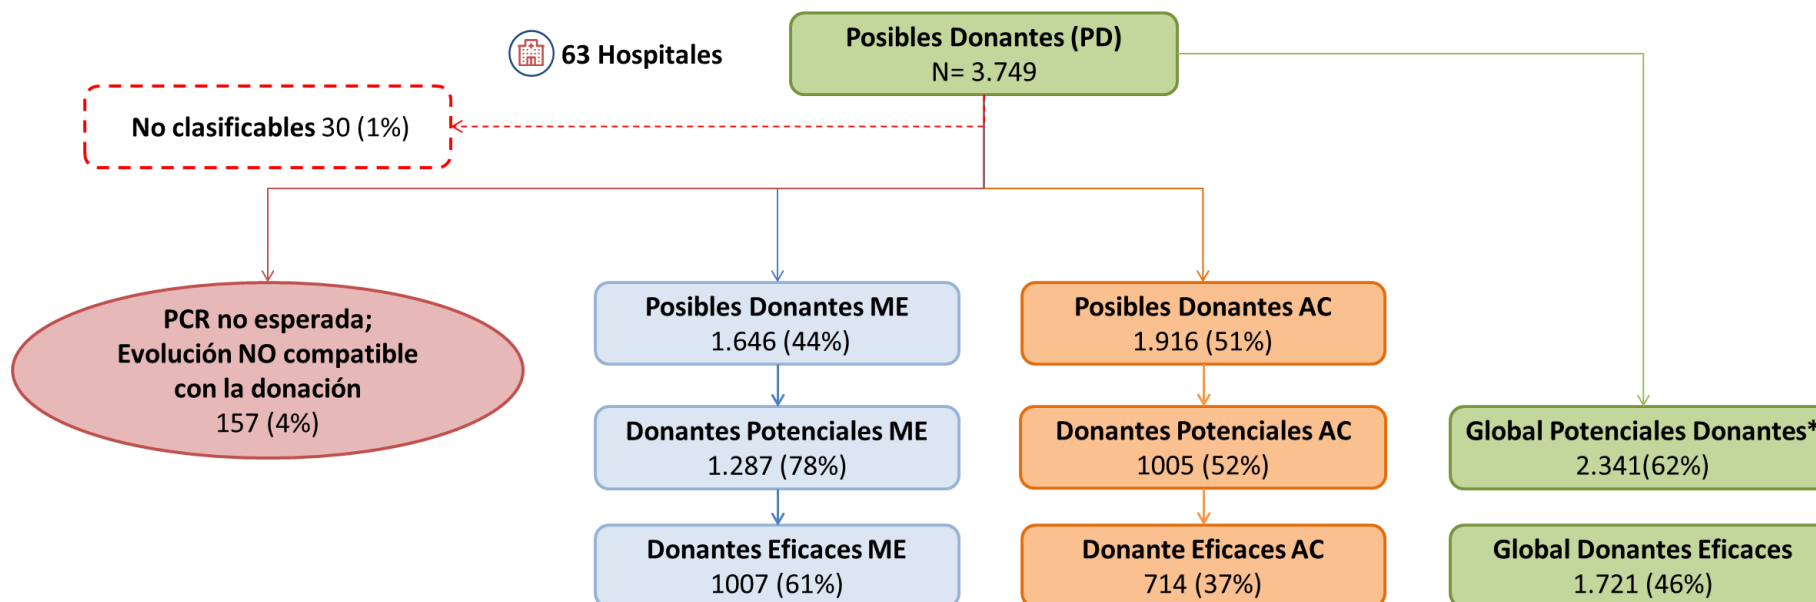 63 Hospitales
Posibles Donantes (PD)
N= 3.749
No clasificables 30 (1%)
PCR no esperada;
Evolución NO compatible
con la donación
157 (4%)
Posibles Donantes ME
1.646 (44%)
Donantes Potenciales ME
1.287 (78%)
Donantes Eficaces ME
1007 (61%)
Posibles Donantes AC
1.916 (51%)
Donantes Potenciales AC
1005 (52%)
Donante Eficaces AC
714 (37%)
Global Potenciales Donantes*
2.341(62%)
Global Donantes Eficaces
1.721 (46%)